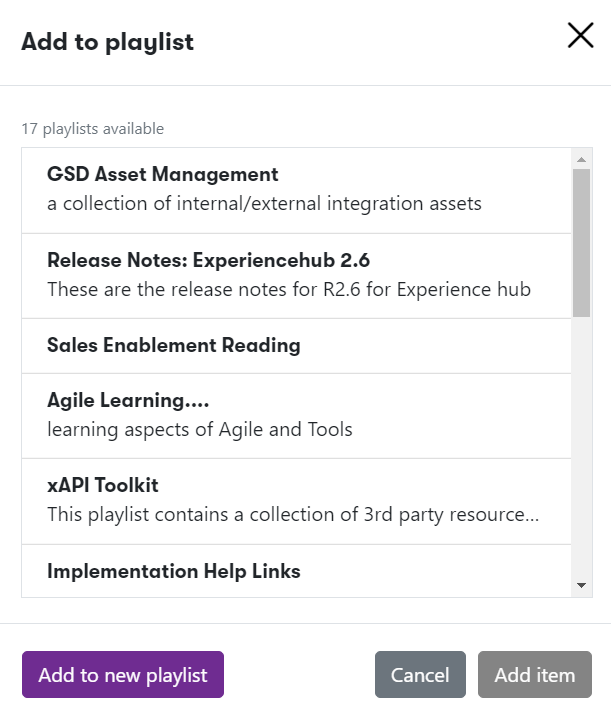 Add to playlist
17 playlists available
GSD Asset Management
a collection of internal/external integration assets
Release Notes: Experiencehub 2.6
These are the release notes for R2.6 for Experience hub
Sales Enablement Reading
Agile Learning....
learning aspects of Agile and Tools
xAPI Toolkit
This playlist contains a collection of 3rd party resource...
Implementation Help Links
Add to new playlist
Cancel
Add item